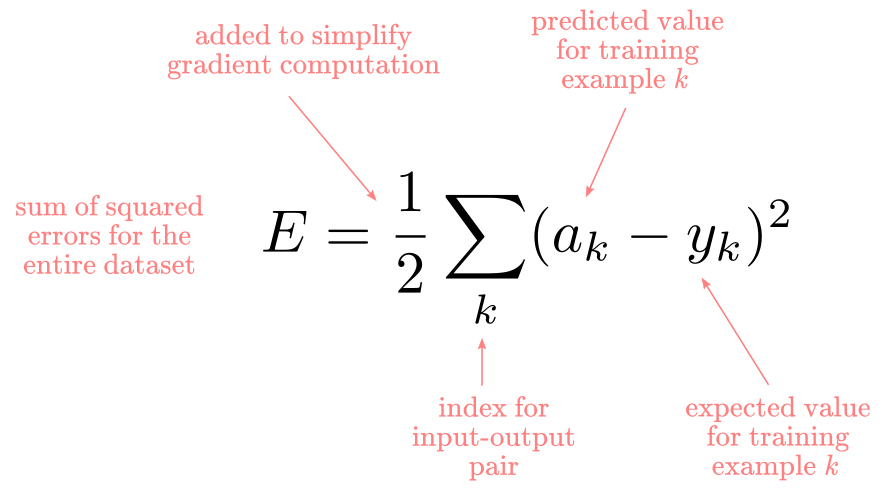 added to simplify
gradient computation
predicted value
for training
example k
sum of squared
errors for the
entire dataset
E = \frac{1}{2} \sum_{k} (a_k - y_k)^2
index for
input-output
pair
expected value
for training
example k